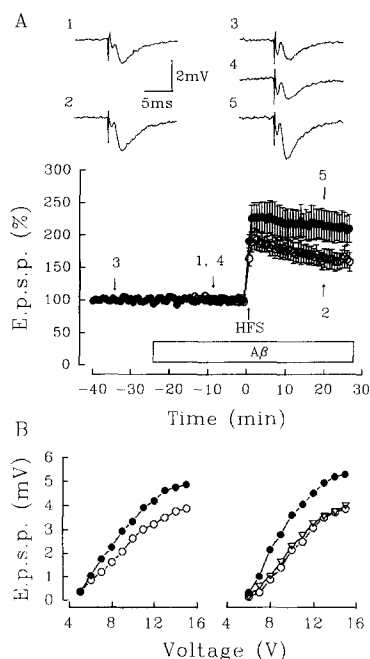 A
1
3
4
2mV
5ms
2
5
E.p.s.p. (%)
300
250
200
150
100
50
0
3
1, 4
5
2
HFS
Aβ
−40 −30 −20 −10 0 10 20 30
Time (min)
B
E.p.s.p. (mV)
6
5
4
3
2
1
0
4 8 12 16
4 8 12 16
Voltage (V)